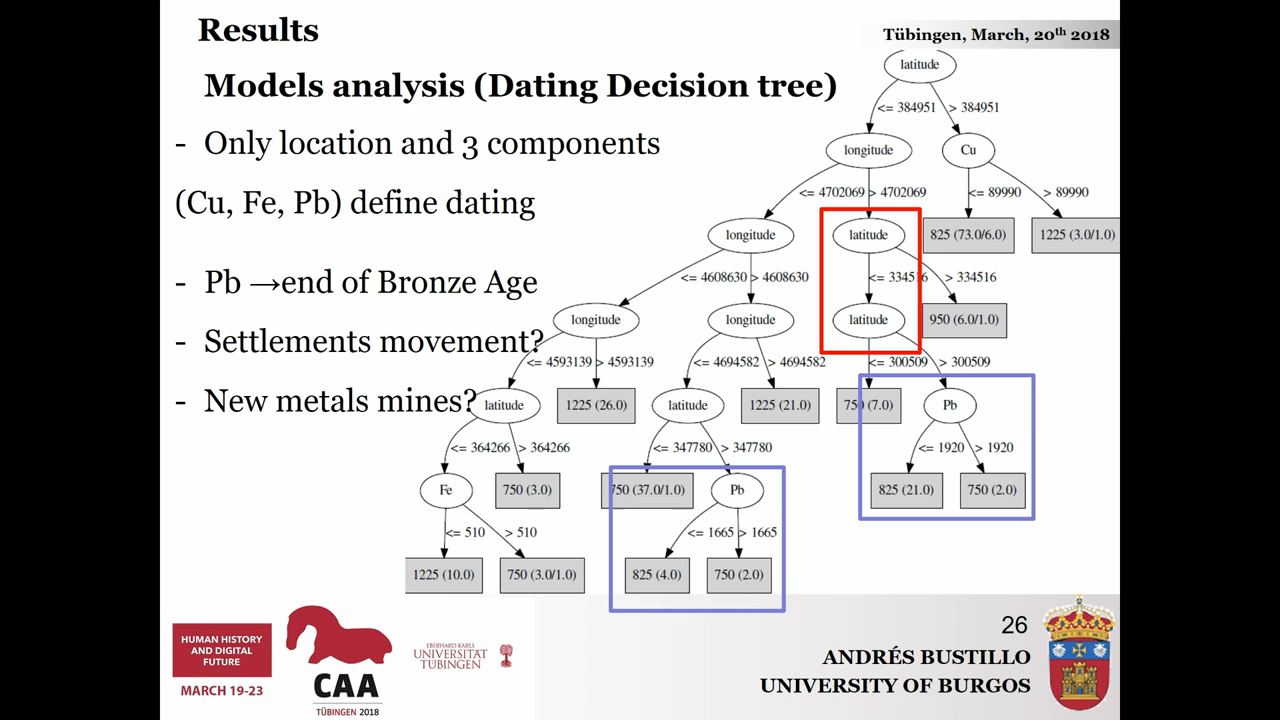 Results
Tübingen, March, 20th 2018
Models analysis (Dating Decision tree)
- Only location and 3 components
(Cu, Fe, Pb) define dating
- Pb →end of Bronze Age
- Settlements movement?
- New metals mines?
latitude
<= 384951 > 384951
longitude Cu
<= 4702069 > 4702069 <= 89990 > 89990
longitude latitude 825 (73.0/6.0) 1225 (3.0/1.0)
<= 4608630 > 4608630 <= 334516 > 334516
longitude longitude latitude 950 (6.0/1.0)
<= 4593139 > 4593139 <= 4694582 > 4694582 <= 300509 > 300509
latitude 1225 (26.0) latitude 1225 (21.0) 750 (7.0) Pb
<= 364266 > 364266 <= 347780 > 347780 <= 1920 > 1920
Fe 750 (3.0) 750 (37.0/1.0) Pb 825 (21.0) 750 (2.0)
<= 510 > 510 <= 1665 > 1665
1225 (10.0) 750 (3.0/1.0) 825 (4.0) 750 (2.0)
HUMAN HISTORY
AND DIGITAL
FUTURE
MARCH 19-23
CAA
TÜBINGEN 2018
EBERHARD KARLS
UNIVERSITÄT
TÜBINGEN
26
ANDRÉS BUSTILLO
UNIVERSITY OF BURGOS